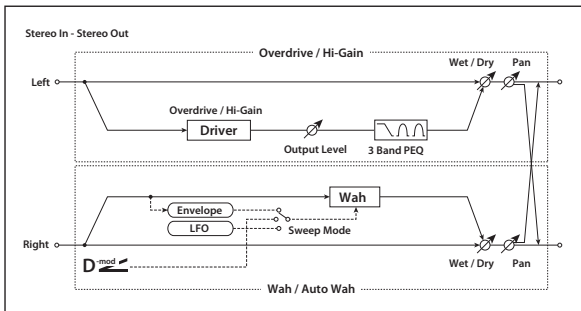 Stereo In - Stereo Out
Overdrive / Hi-Gain
Wet / Dry
Pan
Left
Overdrive / Hi-Gain
Driver
Output Level
3 Band PEQ
Wah
Envelope
LFO
Sweep Mode
Right
D-mod
Wet / Dry
Pan
Wah / Auto Wah